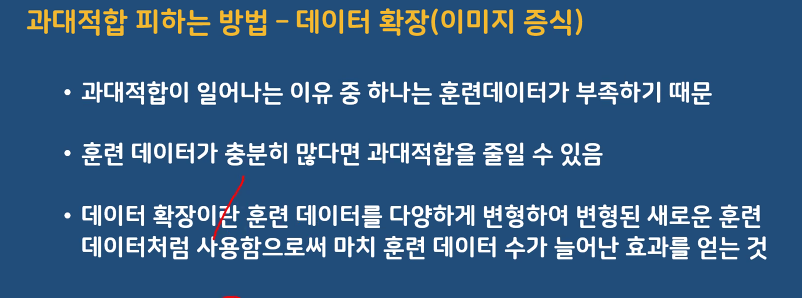 과대적합 피하는 방법 – 데이터 확장(이미지 증식)
• 과대적합이 일어나는 이유 중 하나는 훈련데이터가 부족하기 때문
• 훈련 데이터가 충분히 많다면 과대적합을 줄일 수 있음
• 데이터 확장이란 훈련 데이터를 다양하게 변형하여 변형된 새로운 훈련
데이터처럼 사용함으로써 마치 훈련 데이터 수가 늘어난 효과를 얻는 것